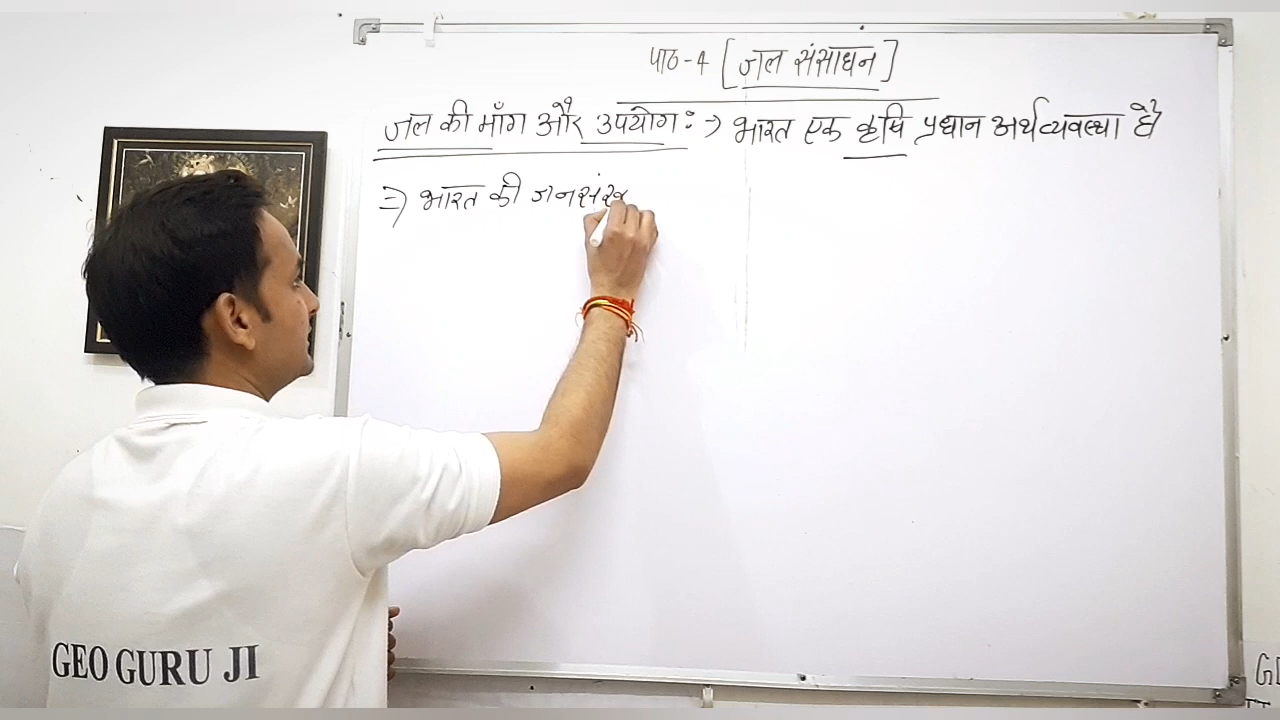 पाठ-4 [जल संसाधन]
जल की माँग और उपयोग:→ भारत एक कृषि प्रधान अर्थव्यवस्था है
⇒ भारत की जनसंख
GEO GURU JI